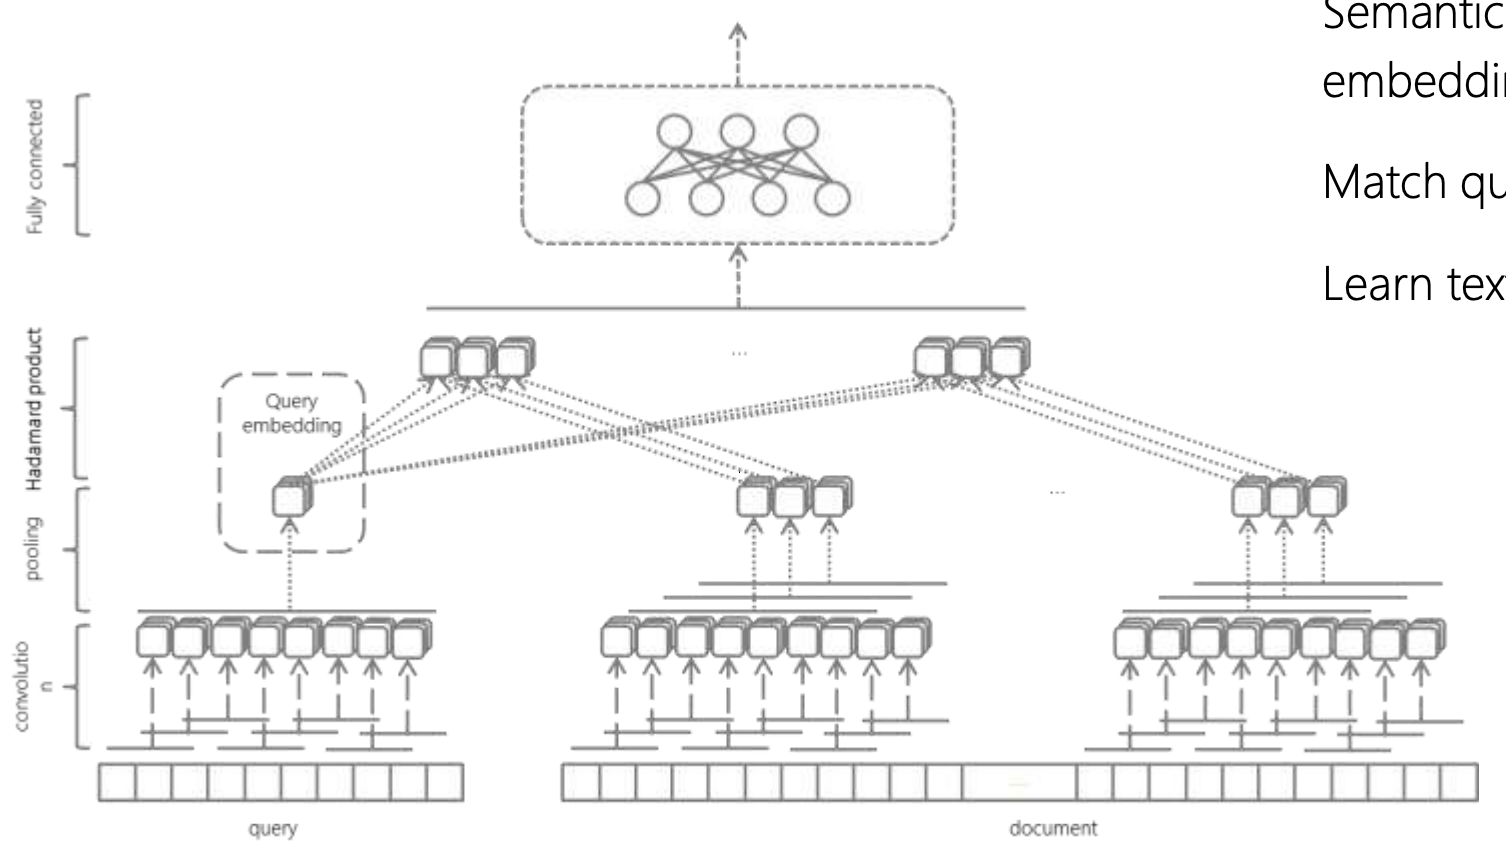 Semantic
embeddin
Match qu
Learn tex
Fully connected
Hadamard product
Query
embedding
...
pooling
...
convolutio
n
query
document